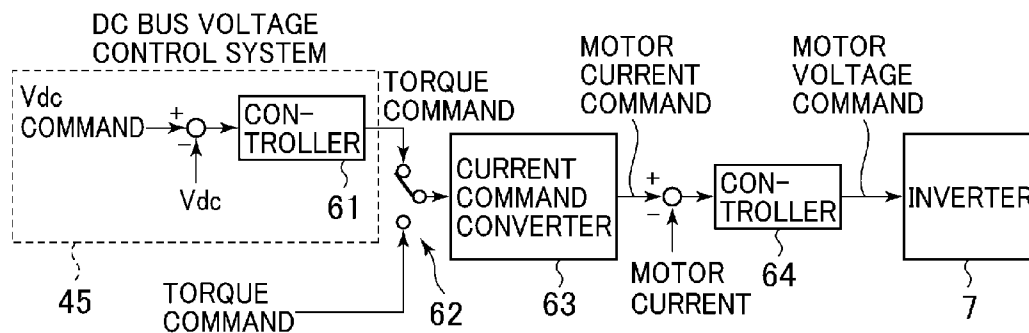 DC BUS VOLTAGE
CONTROL SYSTEM
Vdc
COMMAND
+
−
Vdc
CON-
TROLLER
61
45
TORQUE
COMMAND
TORQUE
COMMAND
62
CURRENT
COMMAND
CONVERTER
63
MOTOR
CURRENT
COMMAND
+
−
MOTOR
CURRENT
CON-
TROLLER
64
MOTOR
VOLTAGE
COMMAND
INVERTER
7